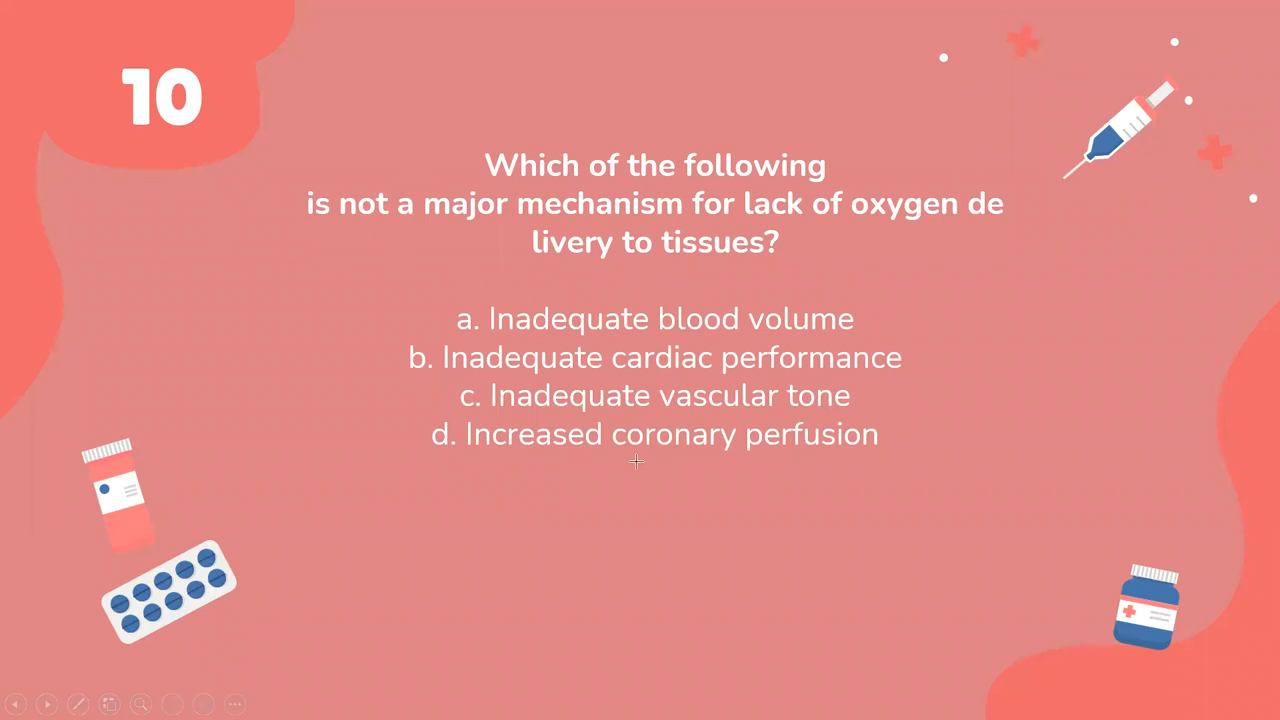 10
Which of the following
is not a major mechanism for lack of oxygen de
livery to tissues?
a. Inadequate blood volume
b. Inadequate cardiac performance
c. Inadequate vascular tone
d. Increased coronary perfusion